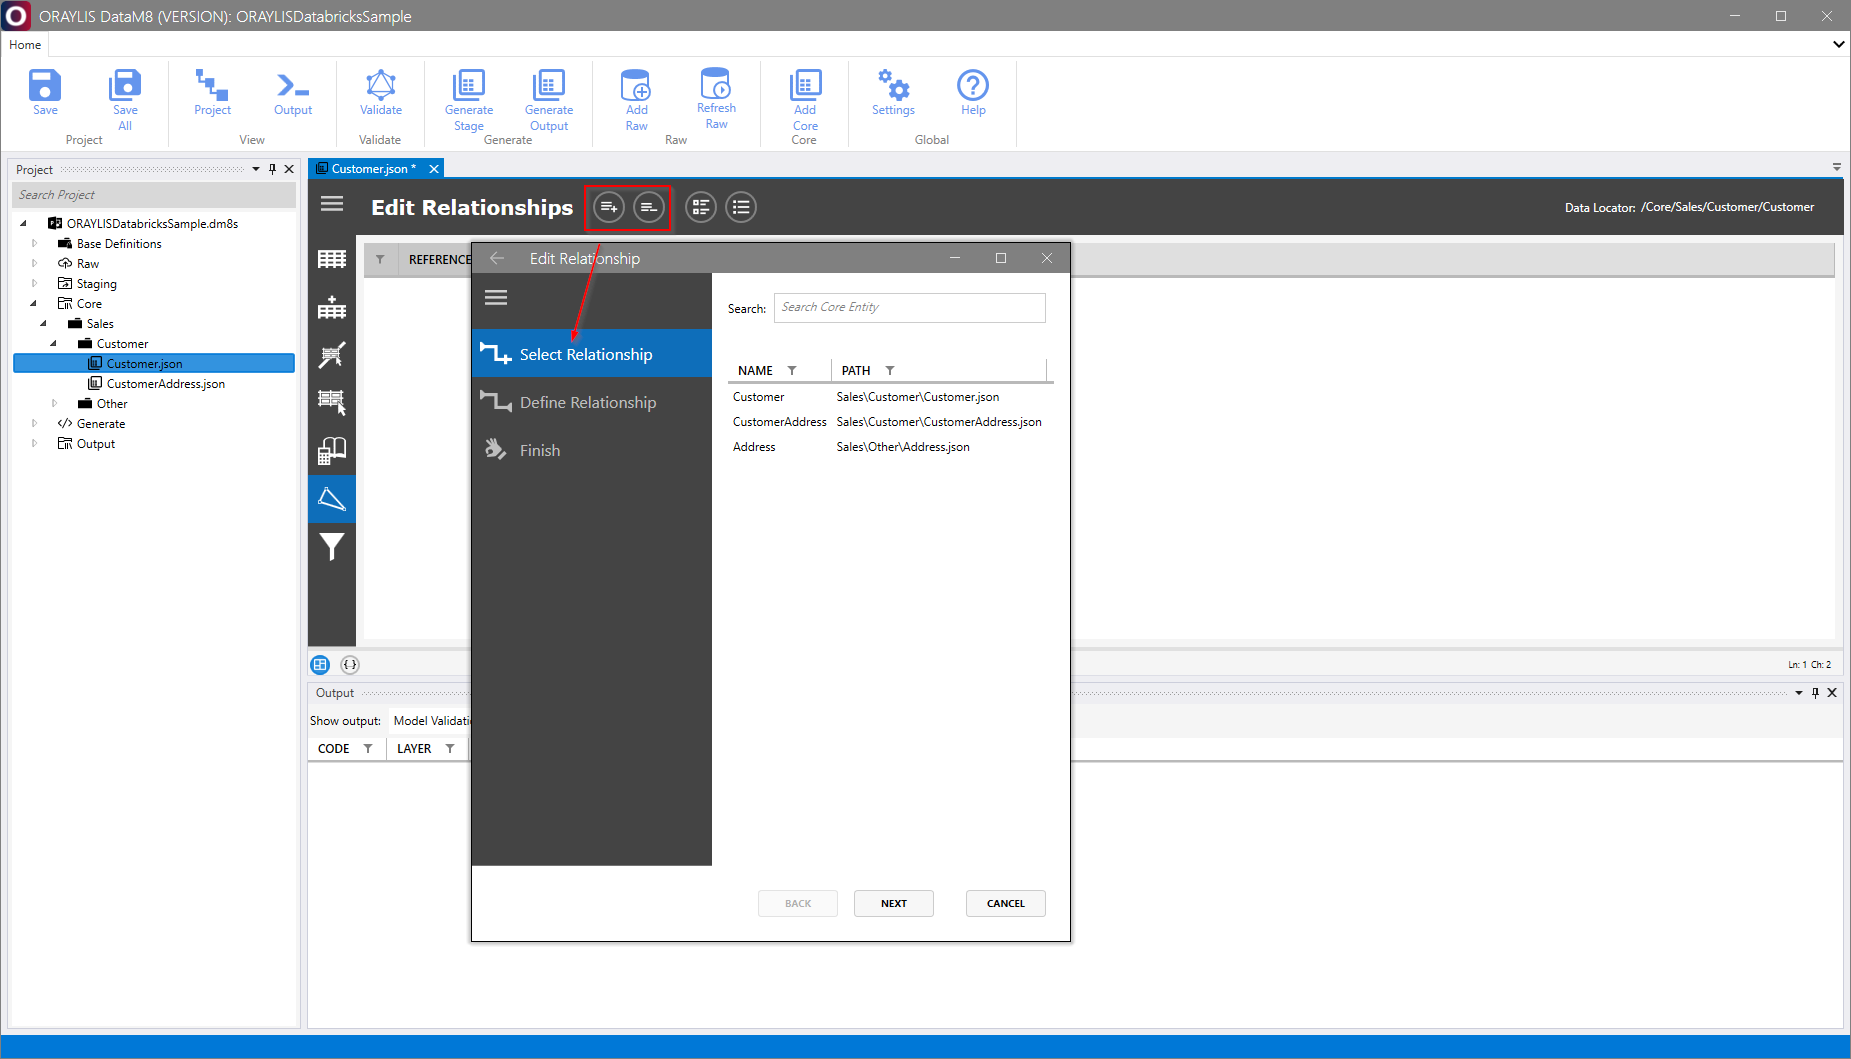 ORAYLIS DataM8 (VERSION): ORAYLISDatabricksSample
Home
Save
Save All
Project
Project
Output
View
Validate
Validate
Generate Stage
Generate Output
Generate
Add Raw
Refresh Raw
Raw
Add Core
Core
Settings
Help
Global
Project
Search Project
ORAYLISDatabricksSample.dm8s
Base Definitions
Raw
Staging
Core
Sales
Customer
Customer.json
CustomerAddress.json
Other
Generate
Output
Customer.json *
Edit Relationships
Data Locator: /Core/Sales/Customer/Customer
REFERENCE
Edit Relationship
Select Relationship
Define Relationship
Finish
Search: Search Core Entity
NAME PATH
Customer Sales\Customer\Customer.json
CustomerAddress Sales\Customer\CustomerAddress.json
Address Sales\Other\Address.json
BACK NEXT CANCEL
Ln: 1 Ch: 2
Output
Show output: Model Validati
CODE LAYER